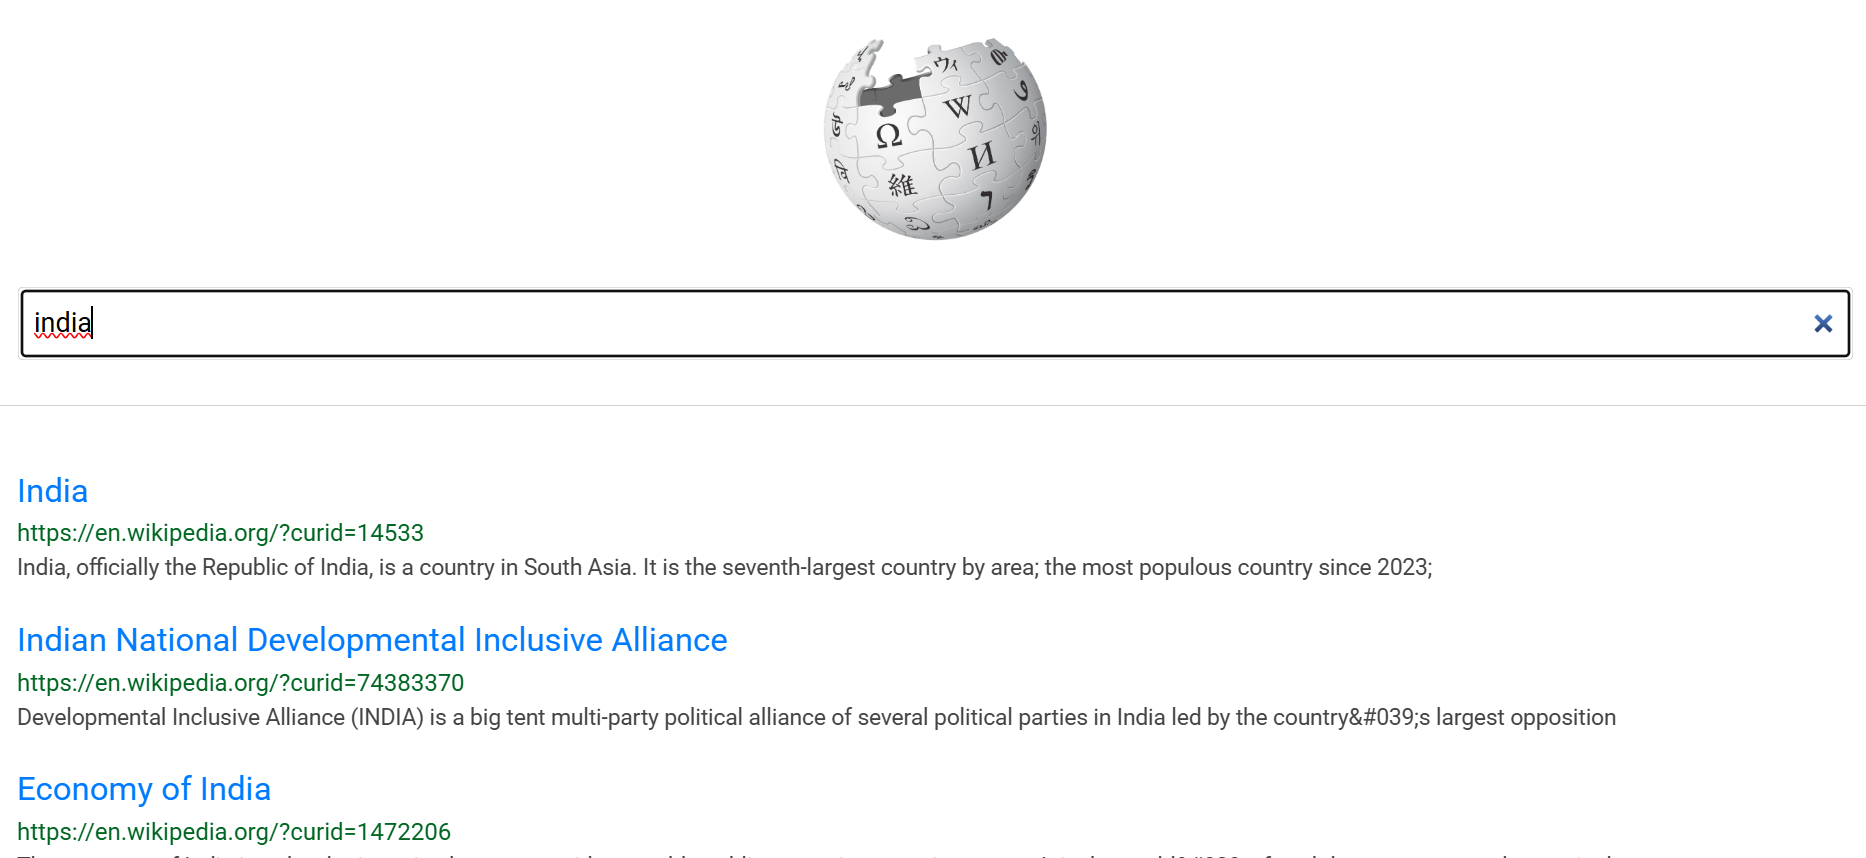 ウィ
W
Ω
И
維
india
India
https://en.wikipedia.org/?curid=14533
India, officially the Republic of India, is a country in South Asia. It is the seventh-largest country by area; the most populous country since 2023;
Indian National Developmental Inclusive Alliance
https://en.wikipedia.org/?curid=74383370
Developmental Inclusive Alliance (INDIA) is a big tent multi-party political alliance of several political parties in India led by the country&#039;s largest opposition
Economy of India
https://en.wikipedia.org/?curid=1472206